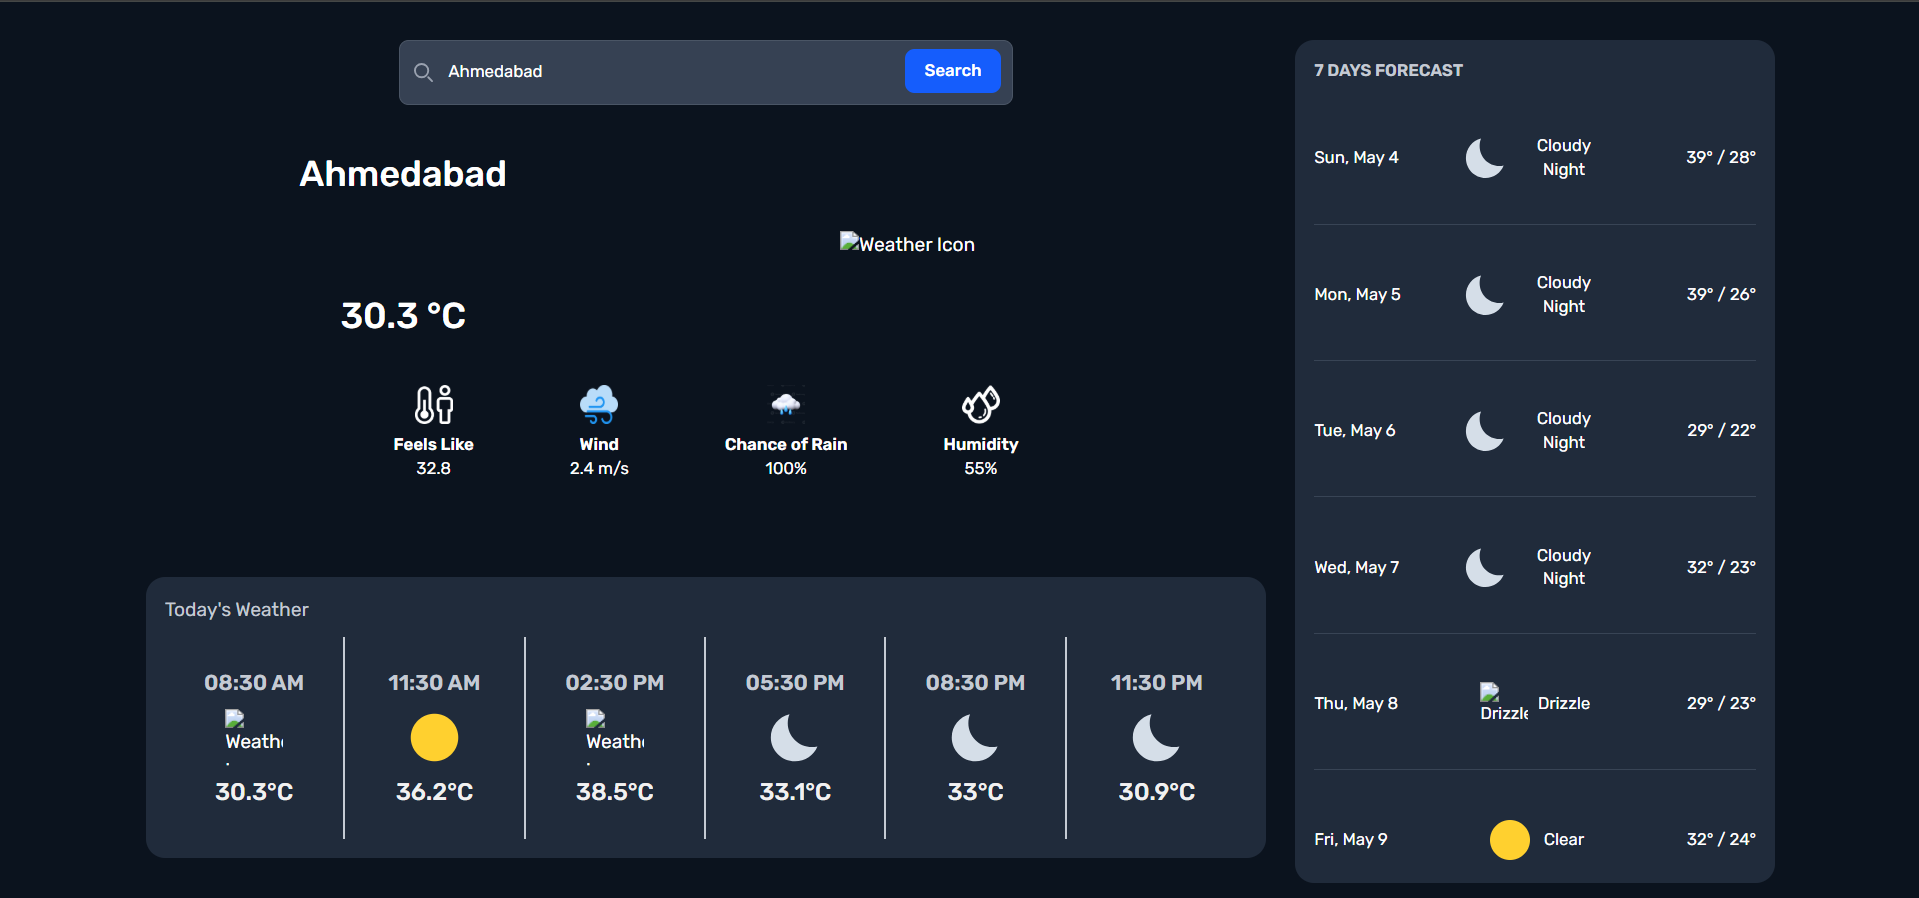 Ahmedabad
Search
Ahmedabad
Weather Icon
30.3 °C
Feels Like
32.8
Wind
2.4 m/s
Chance of Rain
100%
Humidity
55%
Today's Weather
08:30 AM
Weathe
30.3°C
11:30 AM
36.2°C
02:30 PM
Weathe
38.5°C
05:30 PM
33.1°C
08:30 PM
33°C
11:30 PM
30.9°C
7 DAYS FORECAST
Sun, May 4
Cloudy
Night
39° / 28°
Mon, May 5
Cloudy
Night
39° / 26°
Tue, May 6
Cloudy
Night
29° / 22°
Wed, May 7
Cloudy
Night
32° / 23°
Thu, May 8
Drizzle
Drizzle
29° / 23°
Fri, May 9
Clear
32° / 24°